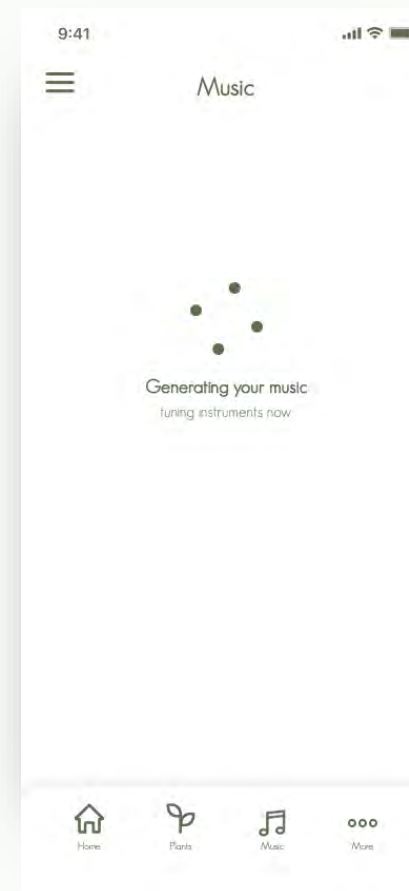 9:41
Music
Generating your music
tuning instruments now
Home Plants Music More